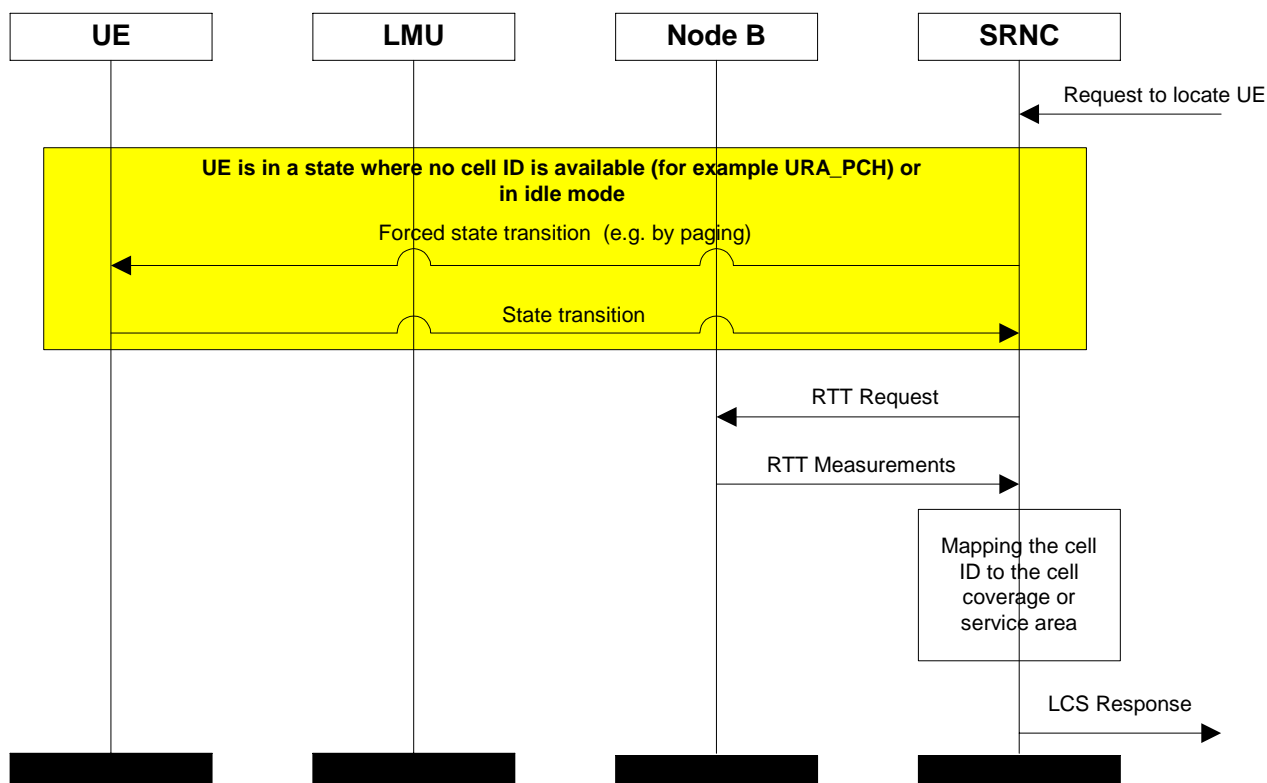 UE
LMU
Node B
SRNC
Request to locate UE
UE is in a state where no cell ID is available (for example URA_PCH) or
in idle mode
Forced state transition (e.g. by paging)
State transition
RTT Request
RTT Measurements
Mapping the cell
ID to the cell
coverage or
service area
LCS Response